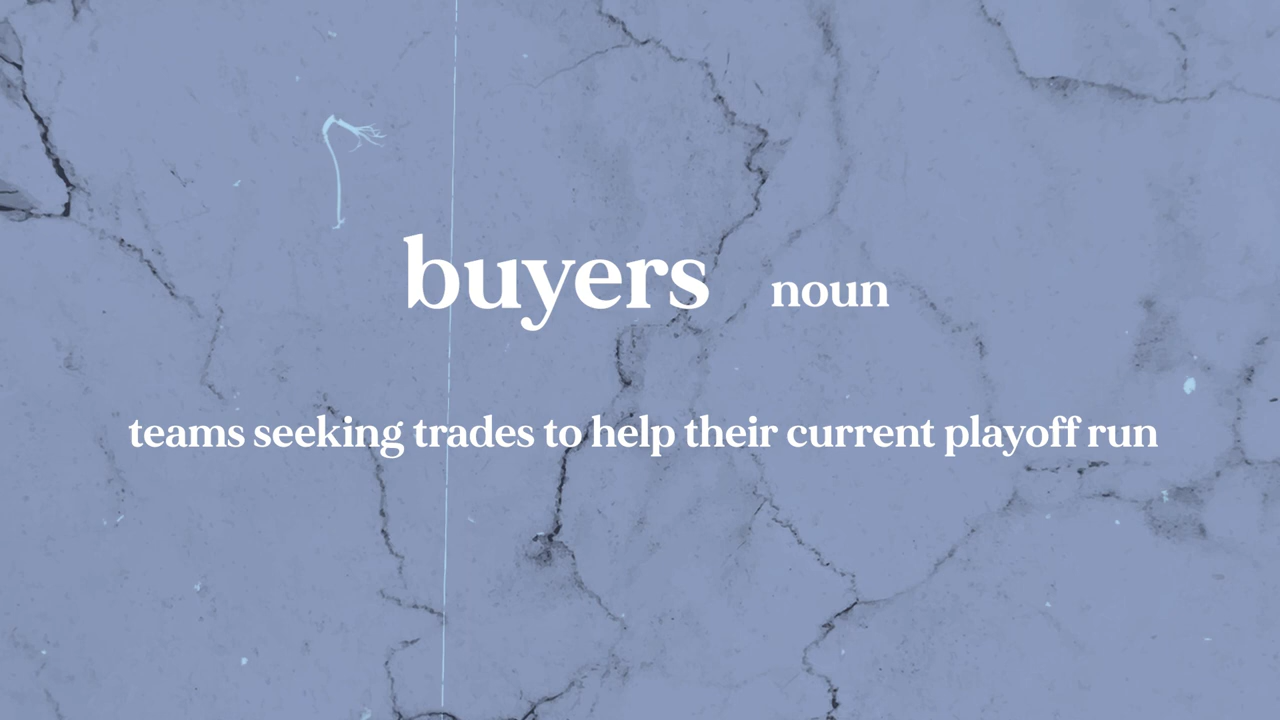 buyers noun
teams seeking trades to help their current playoff run